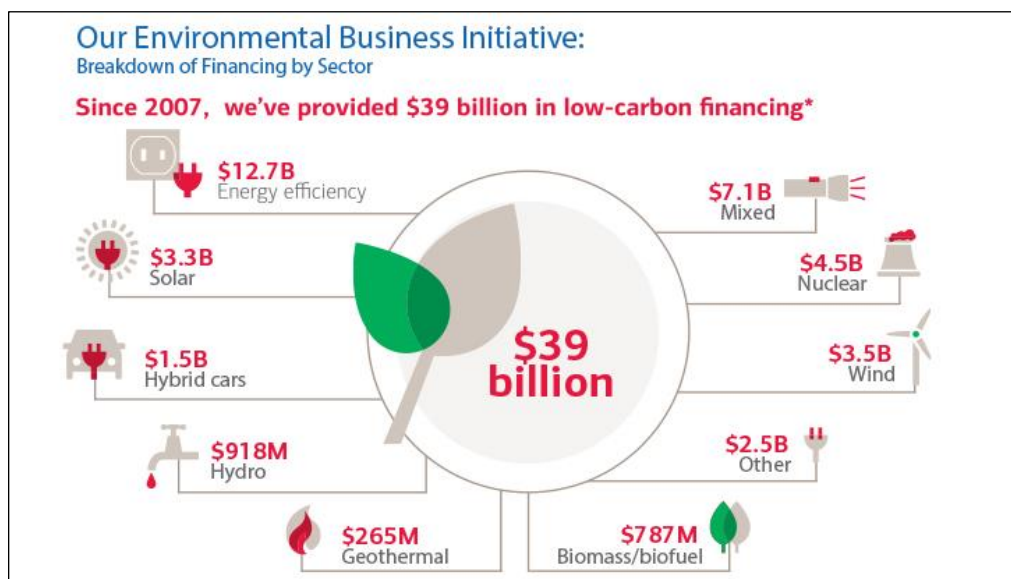 Our Environmental Business Initiative:
Breakdown of Financing by Sector
Since 2007, we've provided $39 billion in low-carbon financing*
$12.7B
Energy efficiency
$3.3B
Solar
$1.5B
Hybrid cars
$918M
Hydro
$265M
Geothermal
$39
billion
$7.1B
Mixed
$4.5B
Nuclear
$3.5B
Wind
$2.5B
Other
$787M
Biomass/biofuel